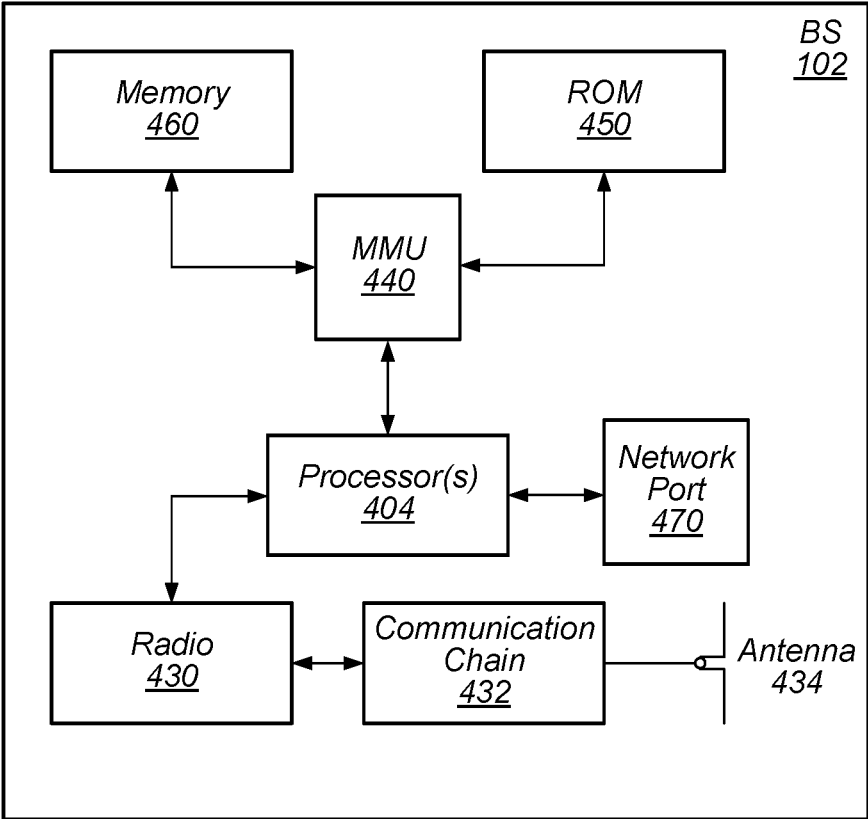 BS
102
Memory
460
ROM
450
MMU
440
Processor(s)
404
Network
Port
470
Radio
430
Communication
Chain
432
Antenna
434